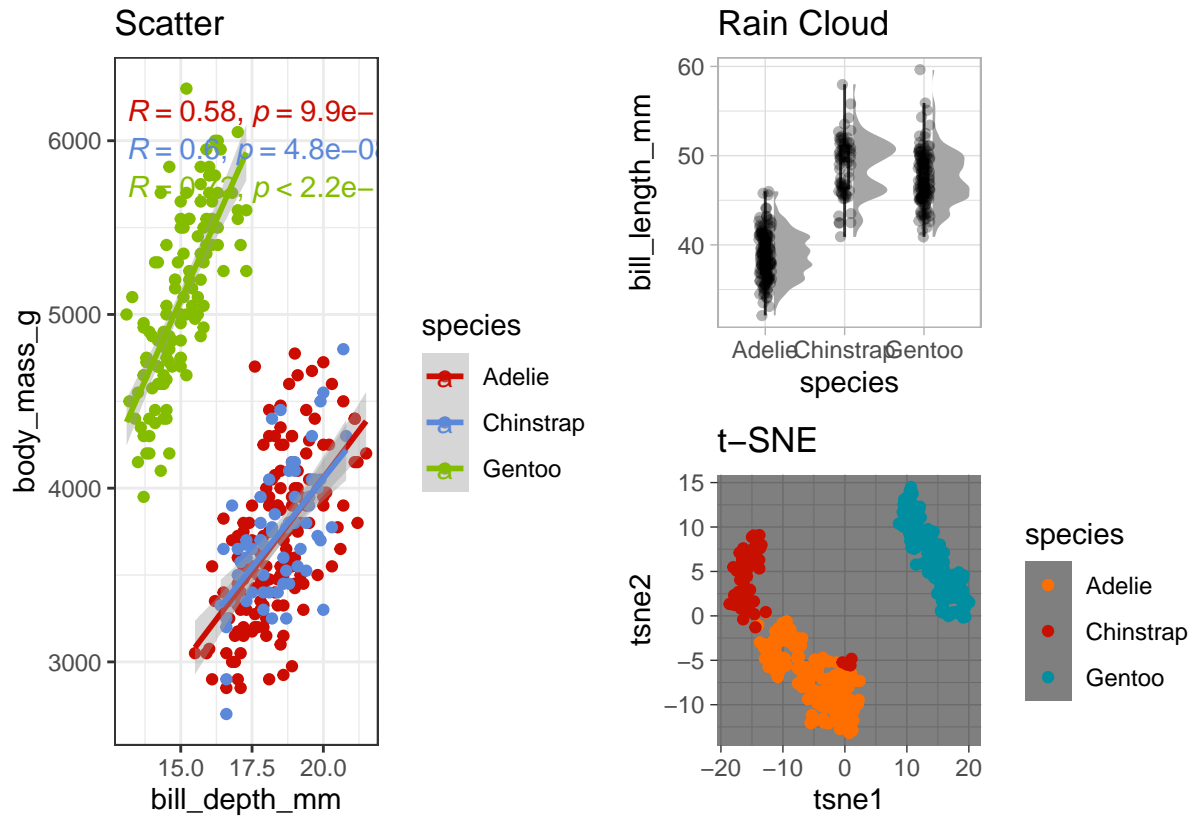 Scatter
R = 0.58, p = 9.9e−
R = 0.6, p = 4.8e−08
R = 0.72, p < 2.2e−
6000
5000
4000
3000
body_mass_g
15.0 17.5 20.0
bill_depth_mm
species
a Adelie
a Chinstrap
a Gentoo
Rain Cloud
60
50
40
bill_length_mm
Adelie Chinstrap Gentoo
species
t−SNE
15
10
5
0
−5
−10
tsne2
−20 −10 0 10 20
tsne1
species
Adelie
Chinstrap
Gentoo